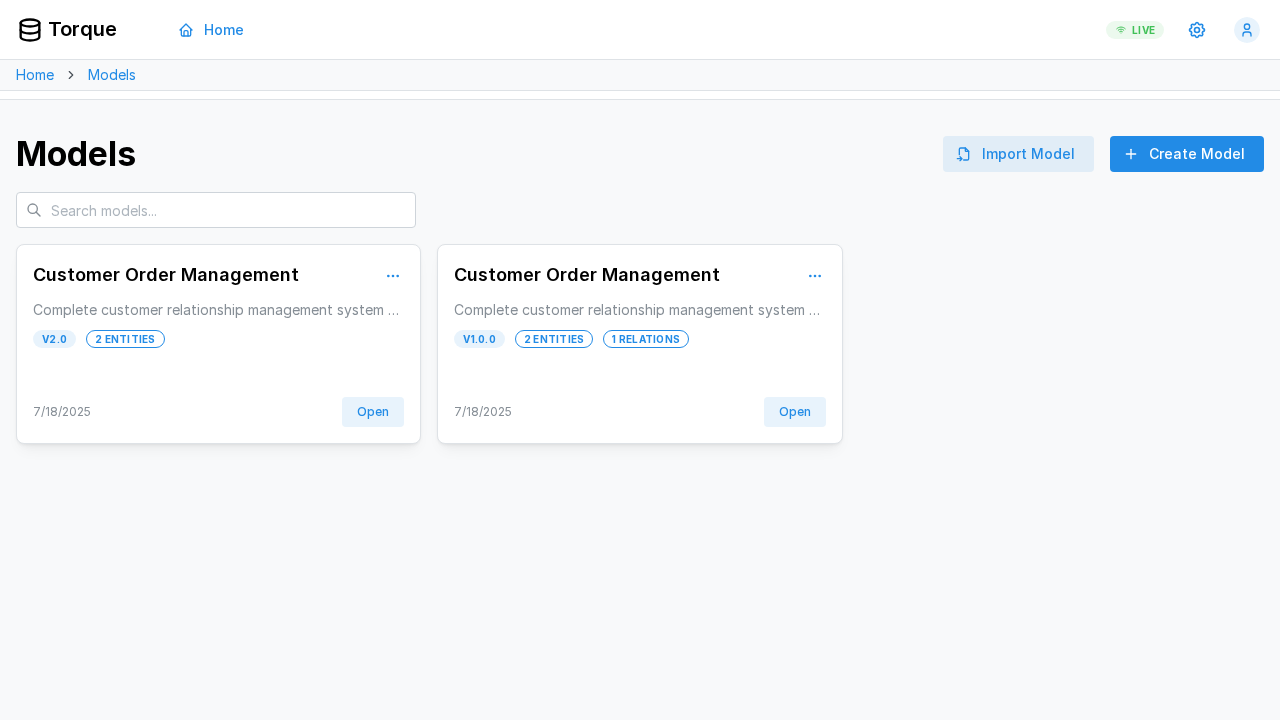 Torque
Home
LIVE
Home > Models
Models
Import Model
Create Model
Search models...
Customer Order Management
Complete customer relationship management system ...
V2.0
2 ENTITIES
7/18/2025
Open
Customer Order Management
Complete customer relationship management system ...
V1.0.0
2 ENTITIES
1 RELATIONS
7/18/2025
Open